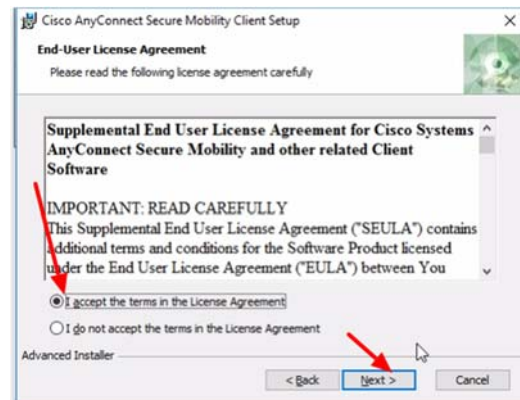 Cisco AnyConnect Secure Mobility Client Setup
End-User License Agreement
Please read the following license agreement carefully
Supplemental End User License Agreement for Cisco Systems
AnyConnect Secure Mobility and other related Client
Software
IMPORTANT: READ CAREFULLY
This Supplemental End User License Agreement ("SEULA") contains
additional terms and conditions for the Software Product licensed
under the End User License Agreement ("EULA") between You
I accept the terms in the License Agreement
I do not accept the terms in the License Agreement
Advanced Installer
< Back Next > Cancel